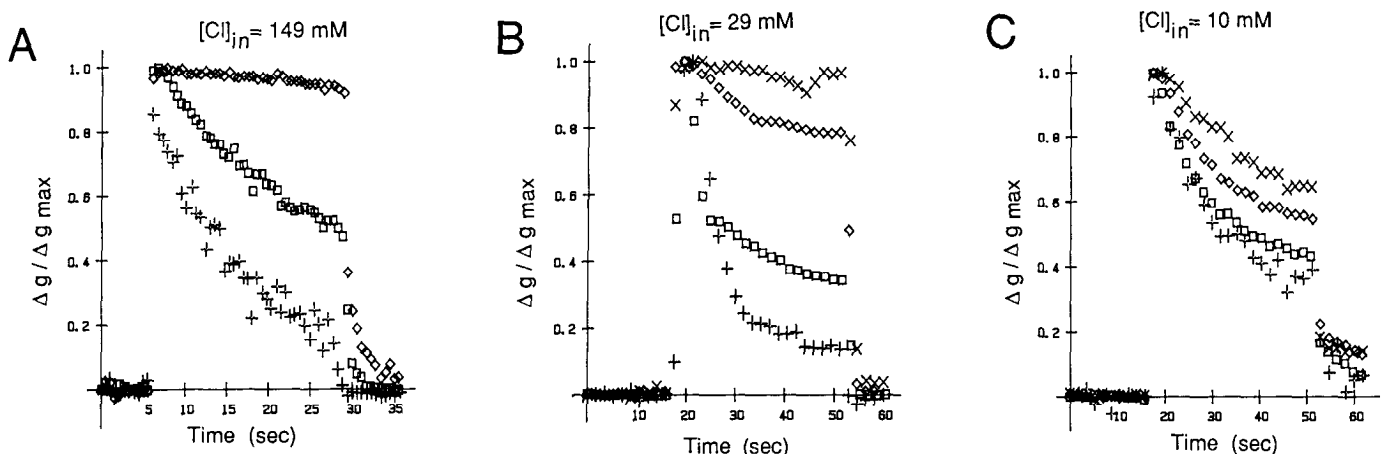 A
[Cl]in = 149 mM
1.0
0.8
0.6
0.4
0.2
Δ g / Δ g max
5 10 15 20 25 30 35
Time (sec)
B
[Cl]in = 29 mM
1.0
0.8
0.6
0.4
0.2
Δ g / Δ g max
10 20 30 40 50 60
Time (sec)
C
[Cl]in = 10 mM
1.0
0.8
0.6
0.4
0.2
Δ g / Δ g max
10 20 30 40 50 60
Time (sec)